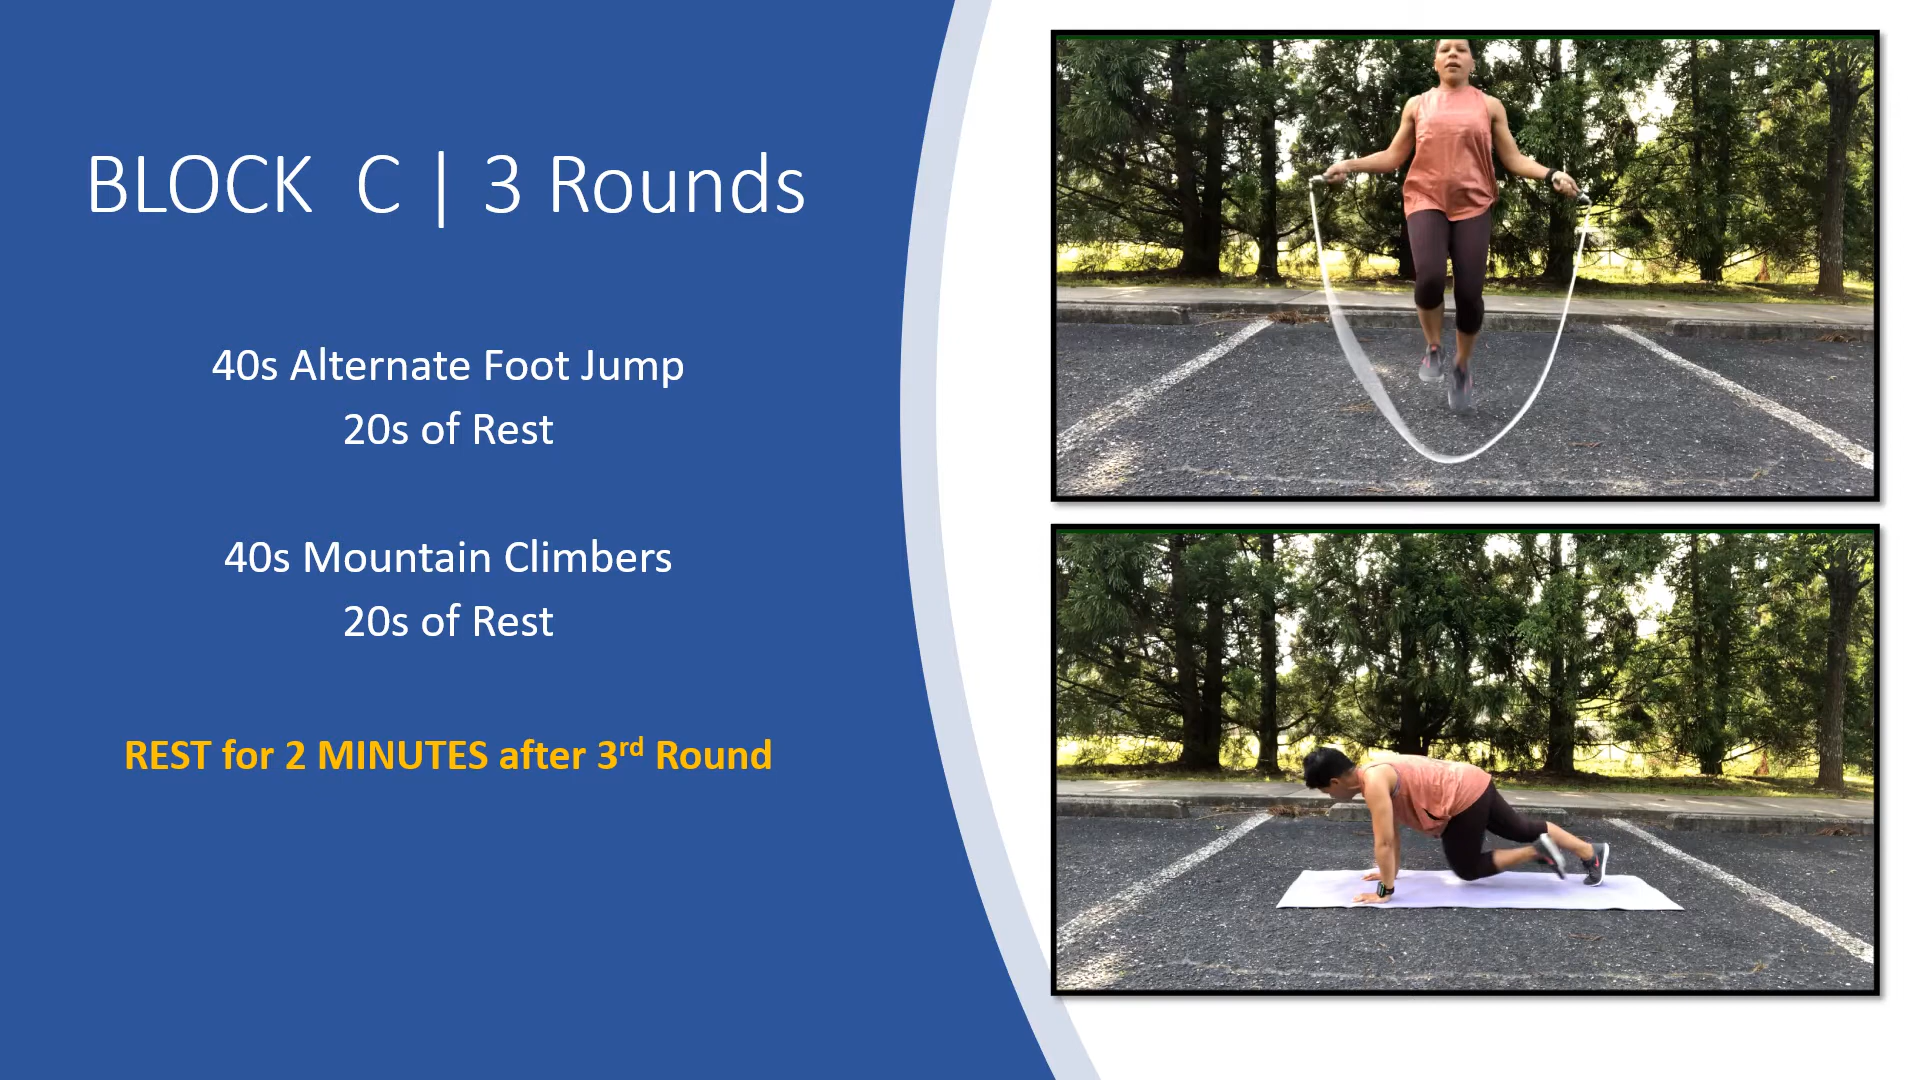 BLOCK C | 3 Rounds
40s Alternate Foot Jump
20s of Rest
40s Mountain Climbers
20s of Rest
REST for 2 MINUTES after 3rd Round